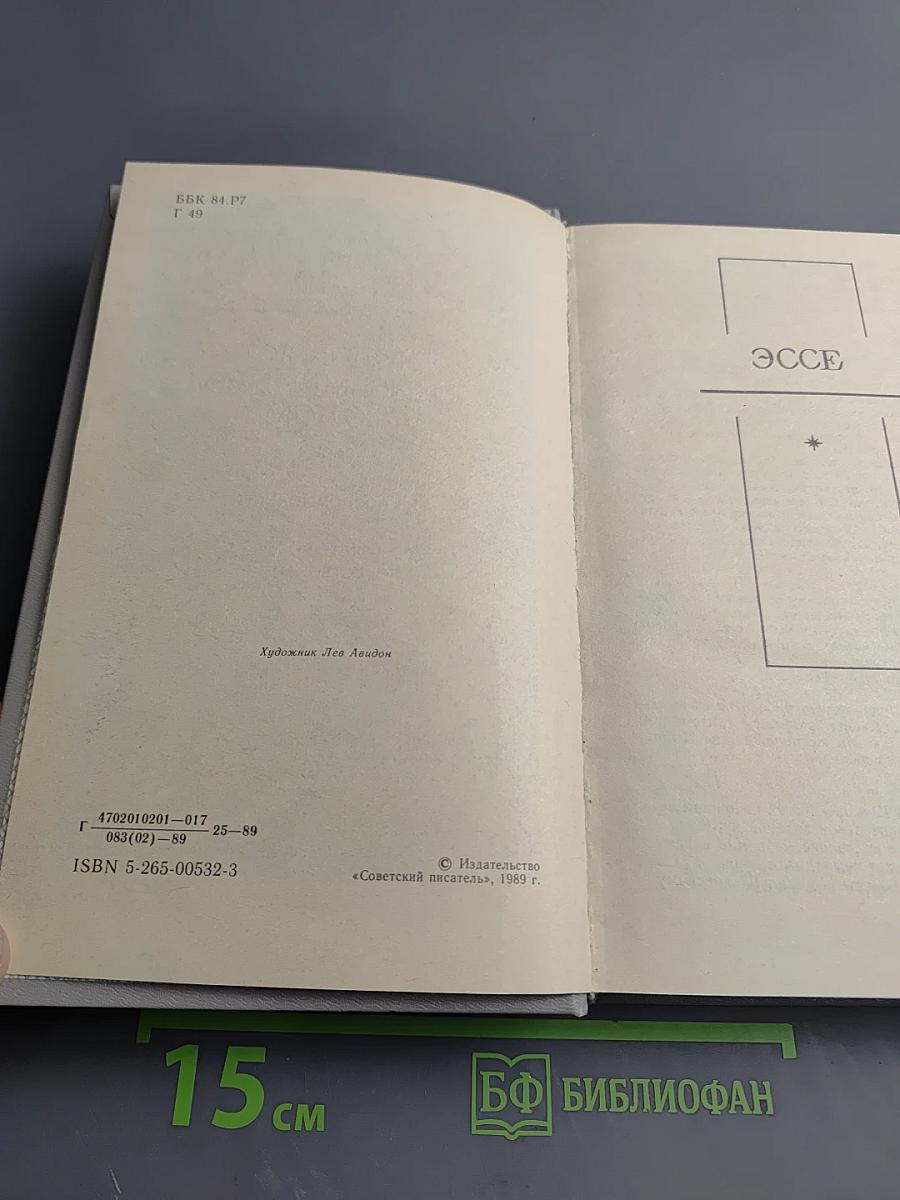 ББК 84.Р7
Г 49
Художник Лев Авидон
Г 4702010201—017
083(02)—89 25—89
ISBN 5-265-00532-3
© Издательство
«Советский писатель», 1989 г.
ЭССЕ
*
15 см
БФ БИБЛИОФАН